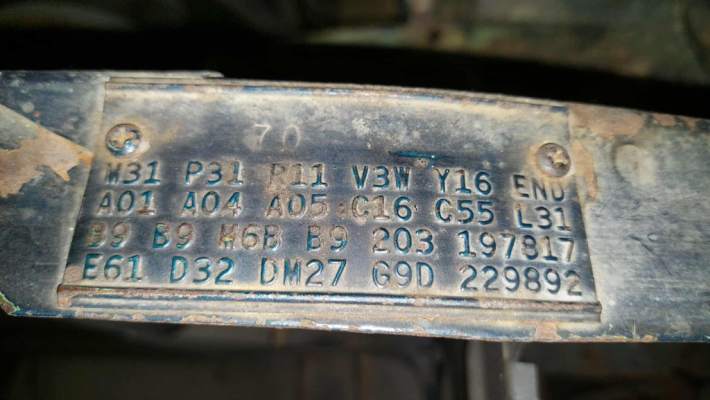 70
M31 P31 R11 V3W Y16 END
A01 A04 A05 C16 C55 L31
B9 B9 M6B B9 203 197817
E61 D32 DM27 G9D 229892